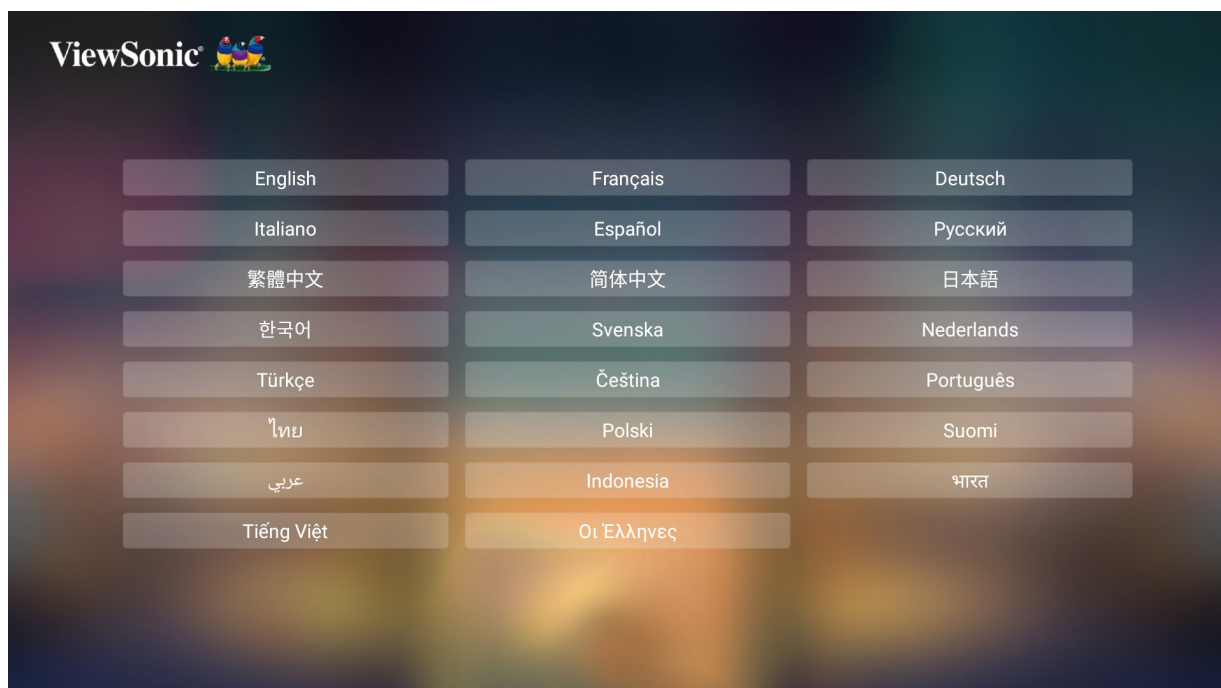 ViewSonic®
English Français Deutsch
Italiano Español Русский
繁體中文 简体中文 日本語
한국어 Svenska Nederlands
Türkçe Čeština Português
ไทย Polski Suomi
عربي Indonesia भारत
Tiếng Việt Οι Έλληνες